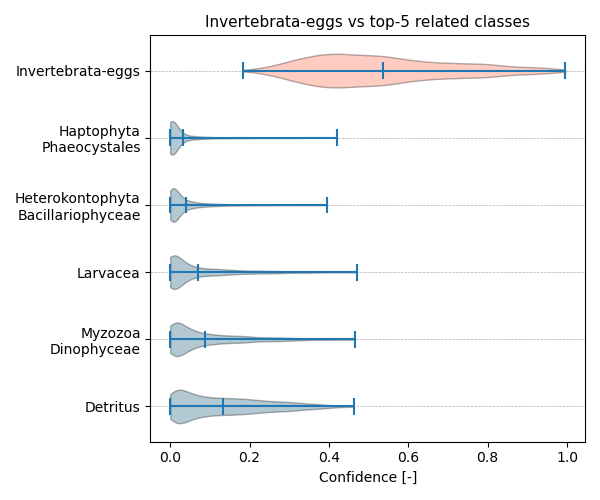 Invertebrata-eggs vs top-5 related classes
Invertebrata-eggs
Haptophyta
Phaeocystales
Heterokontophyta
Bacillariophyceae
Larvacea
Myzozoa
Dinophyceae
Detritus
0.0 0.2 0.4 0.6 0.8 1.0
Confidence [-]